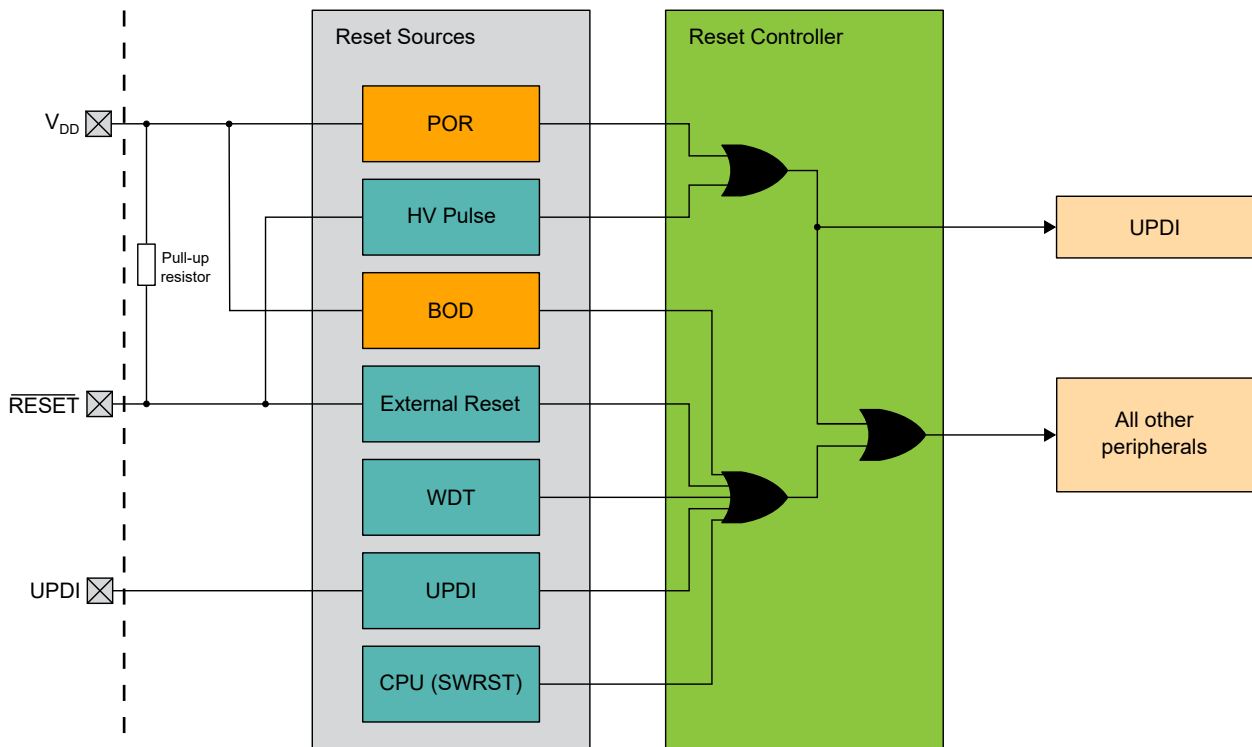 Reset Sources
Reset Controller
VDD
POR
HV Pulse
UPDI
Pull-up
resistor
BOD
RESET
External Reset
All other
peripherals
WDT
UPDI
UPDI
CPU (SWRST)